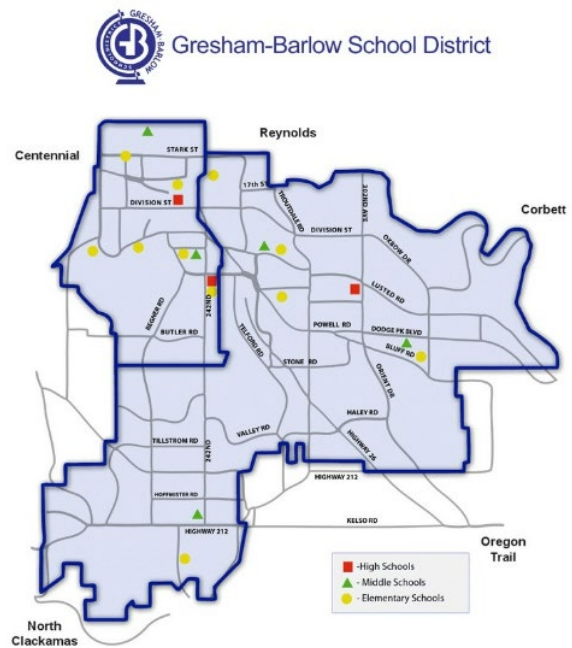 GRESHAM-BARLOW
SCHOOL DISTRICT
Gresham-Barlow School District
Reynolds
Centennial
STARK ST
17th ST
TROUTDALE RD
DIVISION ST
DIVISION ST
OXBOW DR
Corbett
LUSTED RD
242ND
REGNER RD
BUTLER RD
TELFORD RD
POWELL RD
DODGE PK BLVD
BLUFF RD
STONE RD
ORIENT DR
HALEY RD
VALLEY RD
TILLSTROM RD
242ND
HIGHWAY 26
HIGHWAY 212
HOFFMEISTER RD
KELSO RD
HIGHWAY 212
Oregon
Trail
-High Schools
- Middle Schools
- Elementary Schools
North
Clackamas